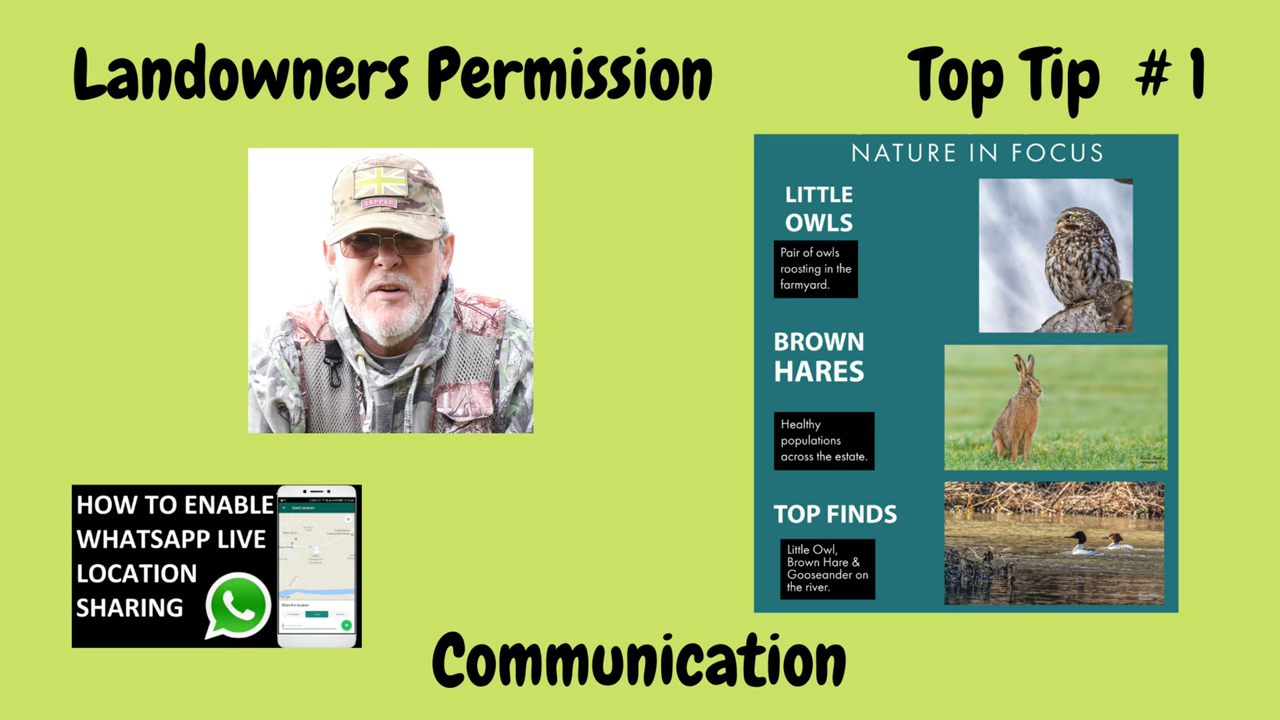 Landowners Permission
Top Tip # 1
SAPPER
NATURE IN FOCUS
LITTLE
OWLS
Pair of owls
roosting in the
farmyard.
BROWN
HARES
Healthy
populations
across the estate.
TOP FINDS
Little Owl,
Brown Hare &
Gooseander on
the river.
HOW TO ENABLE
WHATSAPP LIVE
LOCATION
SHARING
Communication